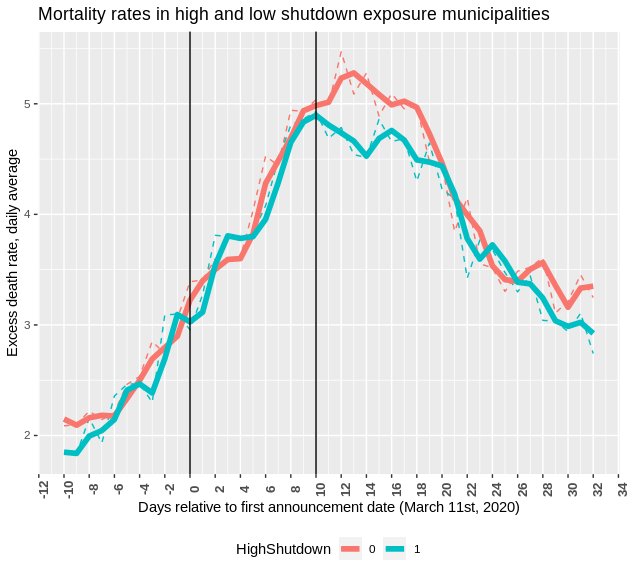 Mortality rates in high and low shutdown exposure municipalities
Excess death rate, daily average
5
4
3
2
-12 -10 -8 -6 -4 -2 0 2 4 6 8 10 12 14 16 18 20 22 24 26 28 30 32 34
Days relative to first announcement date (March 11st, 2020)
HighShutdown 0 1